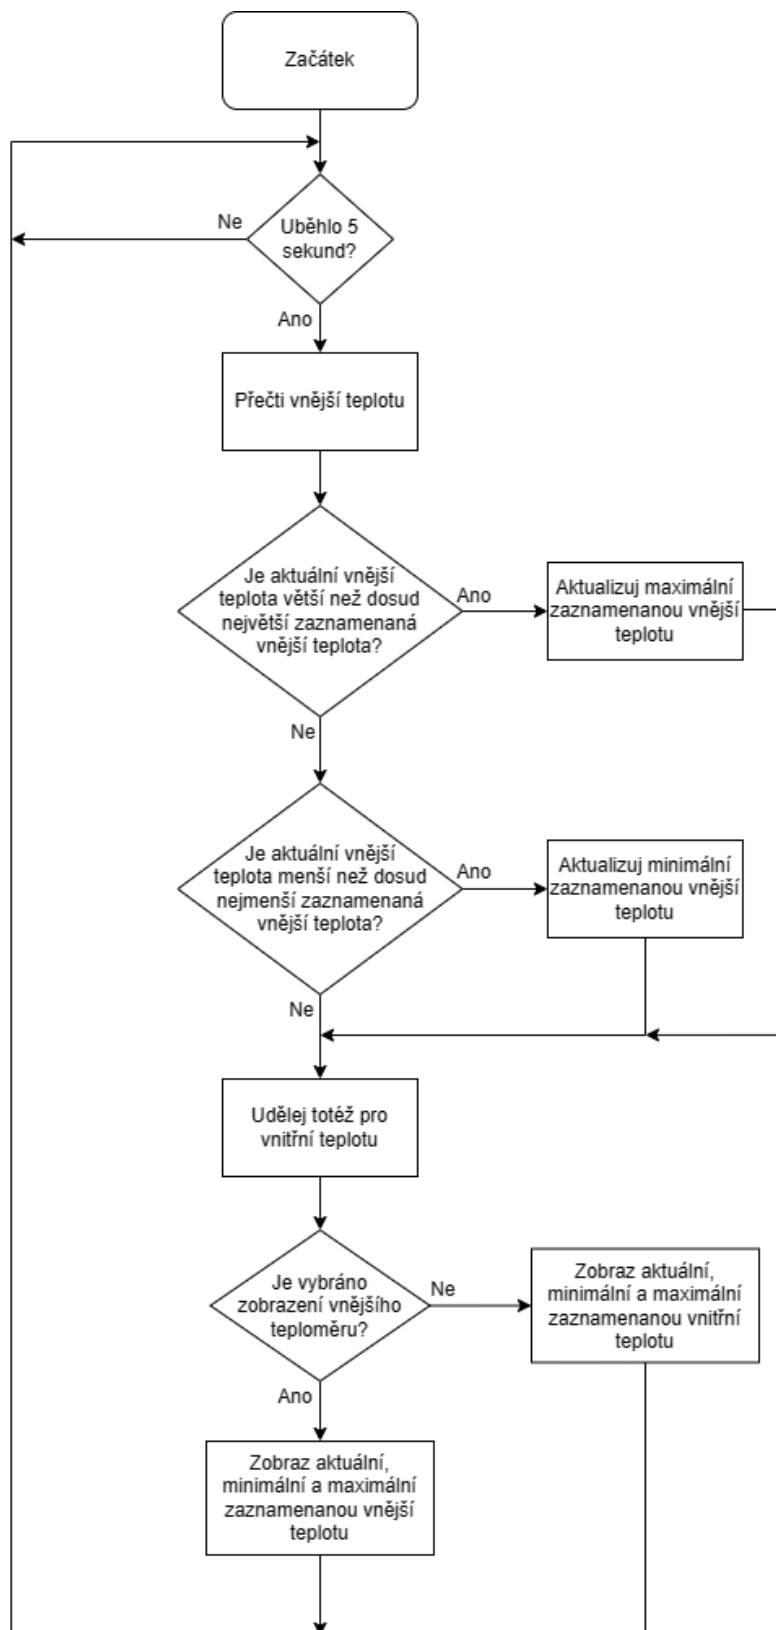 Začátek
Ne
Uběhlo 5
sekund?
Ano
Přečti vnější teplotu
Je aktuální vnější
teplota větší než dosud
největší zaznamenaná
vnější teplota?
Ano
Aktualizuj maximální
zaznamenanou vnější
teplotu
Ne
Je aktuální vnější
teplota menší než dosud
nejmenší zaznamenaná
vnější teplota?
Ano
Aktualizuj minimální
zaznamenanou vnější
teplotu
Ne
Udělej totéž pro
vnitřní teplotu
Je vybráno
zobrazení vnějšího
teploměru?
Ne
Zobraz aktuální,
minimální a maximální
zaznamenanou vnitřní
teplotu
Ano
Zobraz aktuální,
minimální a maximální
zaznamenanou vnější
teplotu